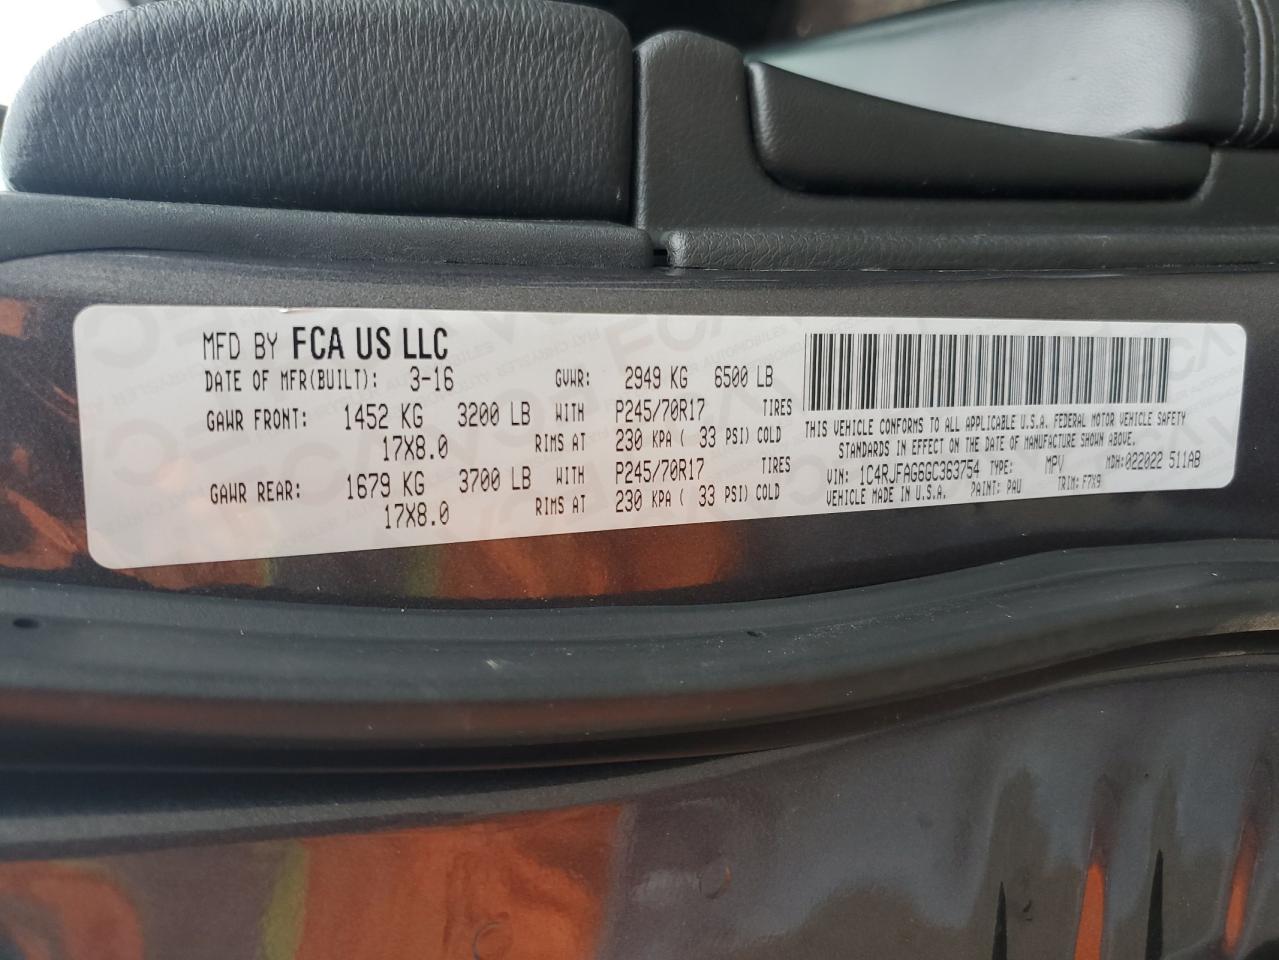 MFD BY FCA US LLC
DATE OF MFR(BUILT): 3-16 GVWR: 2949 KG 6500 LB
GAWR FRONT: 1452 KG 3200 LB WITH P245/70R17 TIRES
17X8.0 RIMS AT 230 KPA ( 33 PSI) COLD
GAWR REAR: 1679 KG 3700 LB WITH P245/70R17 TIRES
17X8.0 RIMS AT 230 KPA ( 33 PSI) COLD
THIS VEHICLE CONFORMS TO ALL APPLICABLE U.S.A. FEDERAL MOTOR VEHICLE SAFETY
STANDARDS IN EFFECT ON THE DATE OF MANUFACTURE SHOWN ABOVE.
VIN: 1C4RJFAG6GC363754 TYPE: MPV MDH:022022 511AB
VEHICLE MADE IN U.S.A. PAINT: PAU TRIM: F7X9